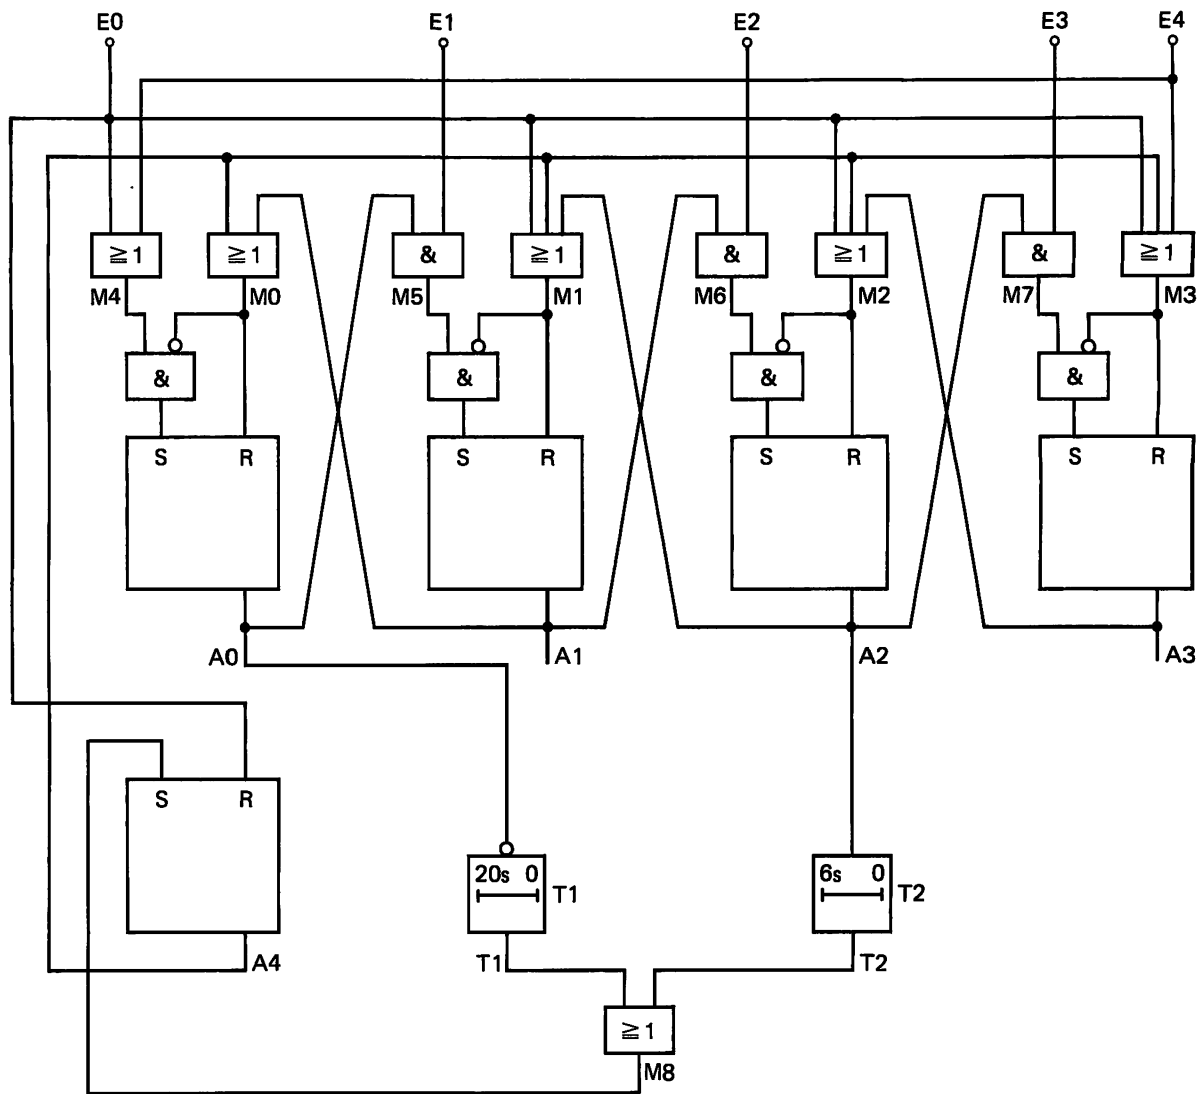 E0 E1 E2 E3 E4
≧1 ≧1 & ≧1 & ≧1 & ≧1
M4 M0 M5 M1 M6 M2 M7 M3
& & & &
S R S R S R S R
A0 A1 A2 A3
S R
20s 0 T1 6s 0 T2
A4 T1 T2
≧1
M8